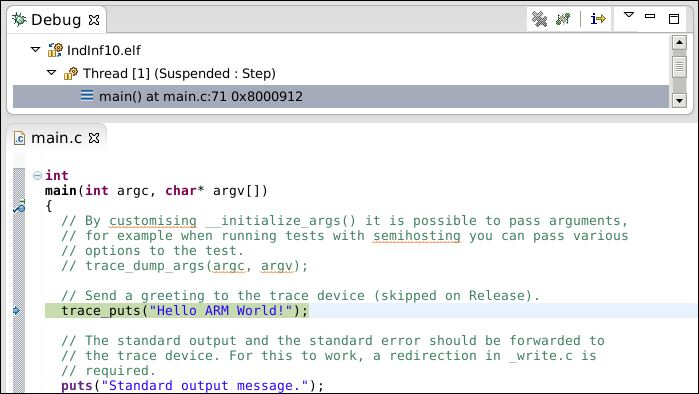 Debug
IndInf10.elf
Thread [1] (Suspended : Step)
main() at main.c:71 0x8000912
main.c
int
main(int argc, char* argv[])
{
// By customising __initialize_args() it is possible to pass arguments,
// for example when running tests with semihosting you can pass various
// options to the test.
// trace_dump_args(argc, argv);
// Send a greeting to the trace device (skipped on Release).
trace_puts("Hello ARM World!");
// The standard output and the standard error should be forwarded to
// the trace device. For this to work, a redirection in _write.c is
// required.
puts("Standard output message.");